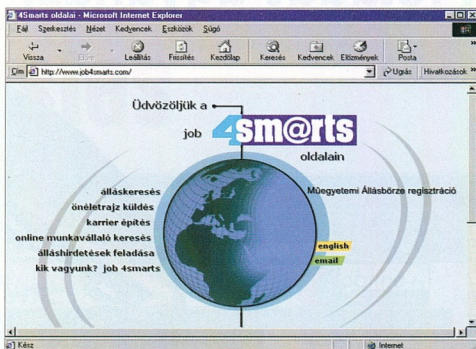 4Smarts oldalai - Microsoft Internet Explorer
Fájl Szerkesztés Nézet Kedvencek Eszközök Súgó
Vissza Előre Leállítás Frissítés Kezdőlap Keresés Kedvencek Előzmények Posta
Cím http://www.job4smarts.com/ Ugrás Hivatkozások
Üdvözöljük a
job 4sm@rts
oldalain
álláskeresés
Műegyetemi Állásbörze regisztráció
önéletrajz küldés
karrier építés
online munkavállaló keresés
álláshirdetések feladása
kik vagyunk? job 4smarts
english
email
Kész Internet